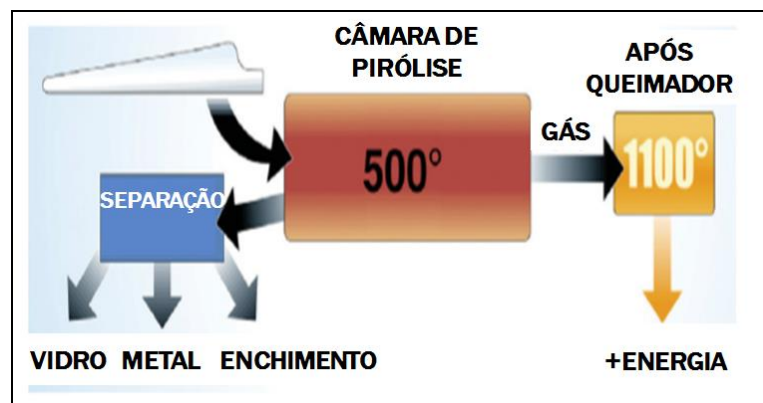 CÂMARA DE
PIRÓLISE
APÓS
QUEIMADOR
GÁS
500°
1100°
SEPARAÇÃO
VIDRO METAL ENCHIMENTO
+ENERGIA